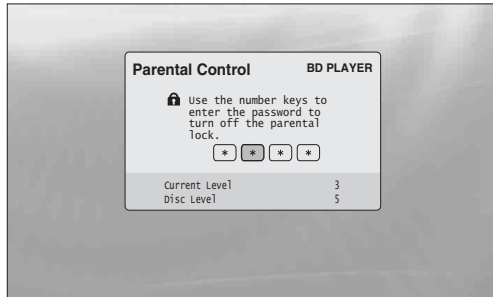 Parental Control BD PLAYER
Use the number keys to
enter the password to
turn off the parental
lock.
* * * *
Current Level 3
Disc Level 5